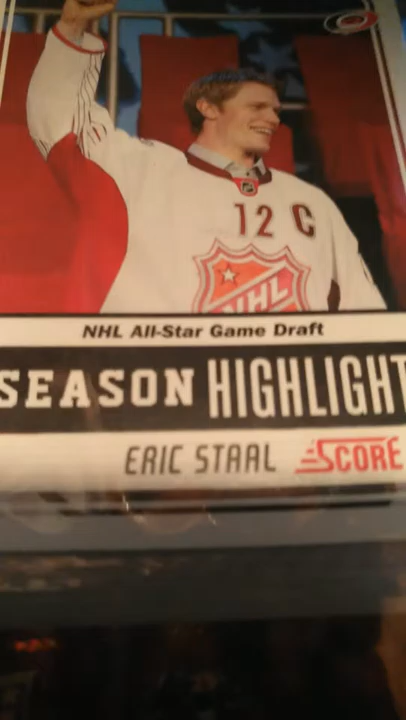 12 C
NHL
NHL All-Star Game Draft
SEASON HIGHLIGHT
ERIC STAAL SCORE